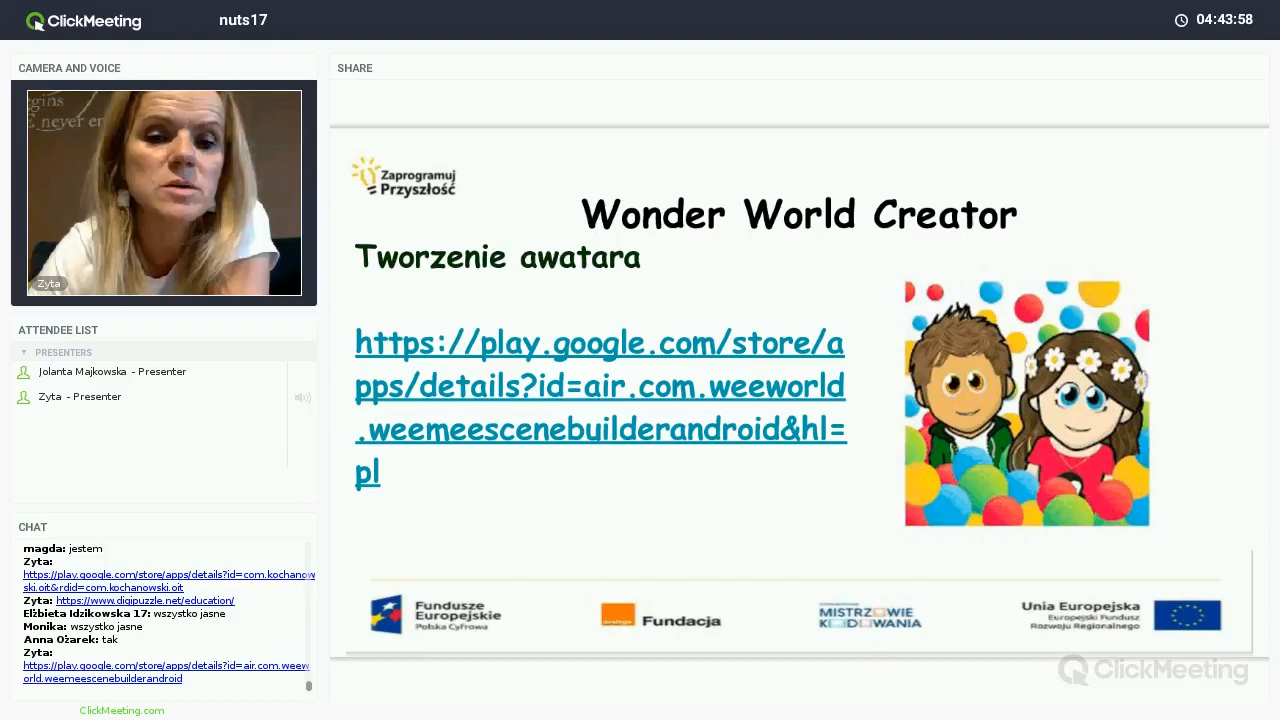 ClickMeeting
nuts17
04:43:58
CAMERA AND VOICE
gins
E never en
Zyta
ATTENDEE LIST
PRESENTERS
Jolanta Majkowska - Presenter
Zyta - Presenter
CHAT
magda: jestem
Zyta:
https://play.google.com/store/apps/details?id=com.kochanow
ski.oit&rdid=com.kochanowski.oit
Zyta: https://www.digipuzzle.net/education/
Elżbieta Idzikowska 17: wszystko jasne
Monika: wszystko jasne
Anna Ożarek: tak
Zyta:
https://play.google.com/store/apps/details?id=air.com.weew
orld.weemeescenebuilderandroid
ClickMeeting.com
SHARE
Zaprogramuj
Przyszłość
Wonder World Creator
Tworzenie awatara
https://play.google.com/store/a
pps/details?id=air.com.weeworld
.weemeescenebuilderandroid&hl=
pl
Fundusze
Europejskie
Polska Cyfrowa
Fundacja
MISTRZOWIE
KODOWANIA
Unia Europejska
Europejski Fundusz
Rozwoju Regionalnego
ClickMeeting